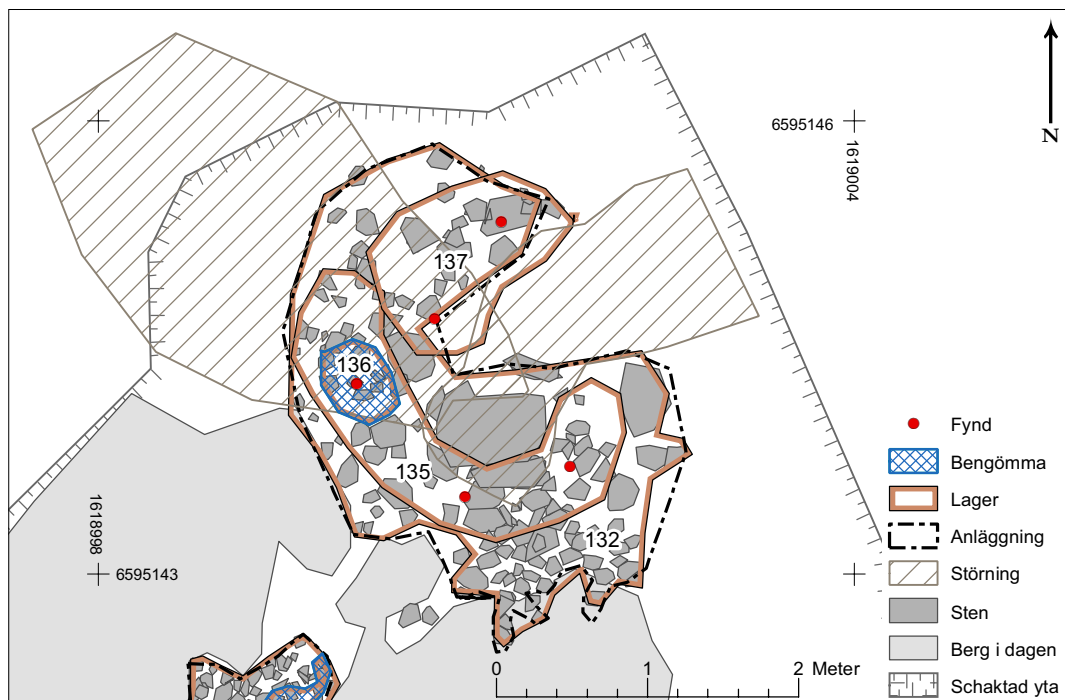 6595146
1619004
137
136
135
132
1618998
6595143
N
Fynd
Bengömma
Lager
Anläggning
Störning
Sten
Berg i dagen
Schaktad yta
0 1 2 Meter